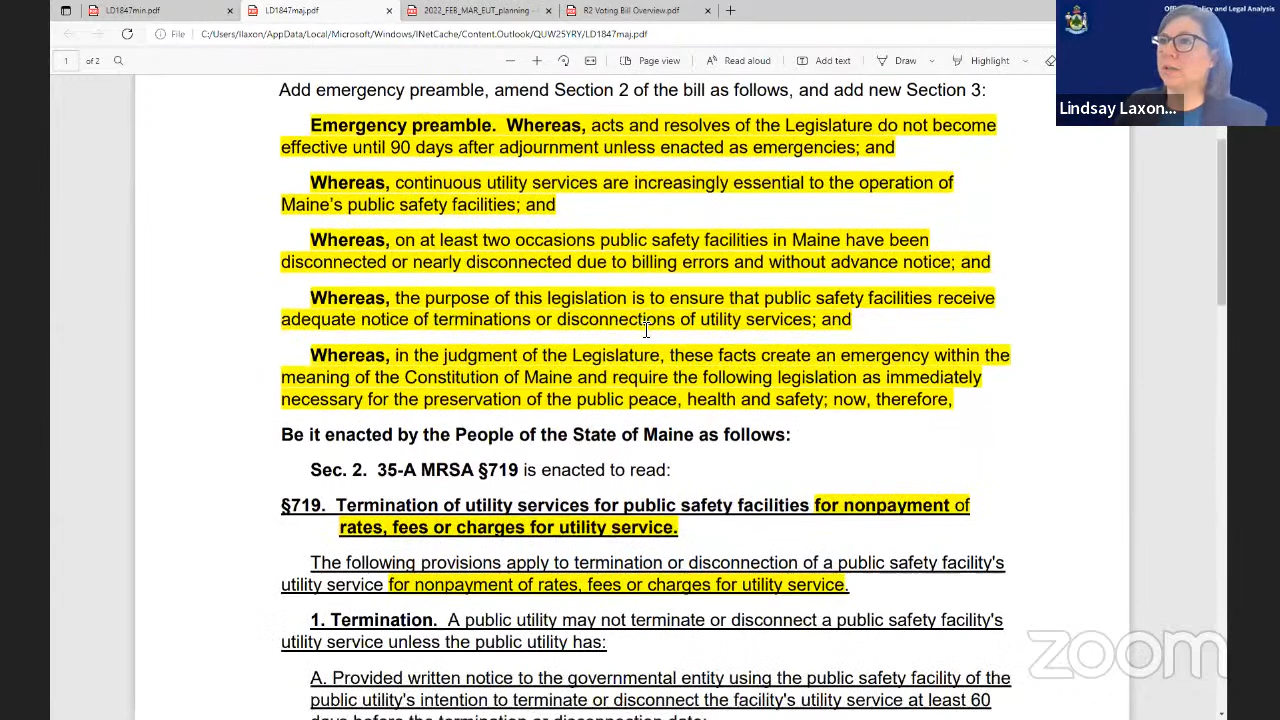 LD1847min.pdf
LD1847maj.pdf
2022_FEB_MAR_EUT_planning -
R2 Voting Bill Overview.pdf
File
C:/Users/llaxon/AppData/Local/Microsoft/Windows/INetCache/Content.Outlook/QUW25YRY/LD1847maj.pdf
1 of 2
Page view
Read aloud
Add text
Draw
Highlight
Policy and Legal Analysis
Lindsay Laxon...
Add emergency preamble, amend Section 2 of the bill as follows, and add new Section 3:
Emergency preamble. Whereas, acts and resolves of the Legislature do not become
effective until 90 days after adjournment unless enacted as emergencies; and
Whereas, continuous utility services are increasingly essential to the operation of
Maine's public safety facilities; and
Whereas, on at least two occasions public safety facilities in Maine have been
disconnected or nearly disconnected due to billing errors and without advance notice; and
Whereas, the purpose of this legislation is to ensure that public safety facilities receive
adequate notice of terminations or disconnections of utility services; and
Whereas, in the judgment of the Legislature, these facts create an emergency within the
meaning of the Constitution of Maine and require the following legislation as immediately
necessary for the preservation of the public peace, health and safety; now, therefore,
Be it enacted by the People of the State of Maine as follows:
Sec. 2. 35-A MRSA §719 is enacted to read:
§719. Termination of utility services for public safety facilities for nonpayment of
rates, fees or charges for utility service.
The following provisions apply to termination or disconnection of a public safety facility's
utility service for nonpayment of rates, fees or charges for utility service.
1. Termination. A public utility may not terminate or disconnect a public safety facility's
utility service unless the public utility has:
A. Provided written notice to the governmental entity using the public safety facility of the
public utility's intention to terminate or disconnect the facility's utility service at least 60
days before the termination or disconnection date;
zoom